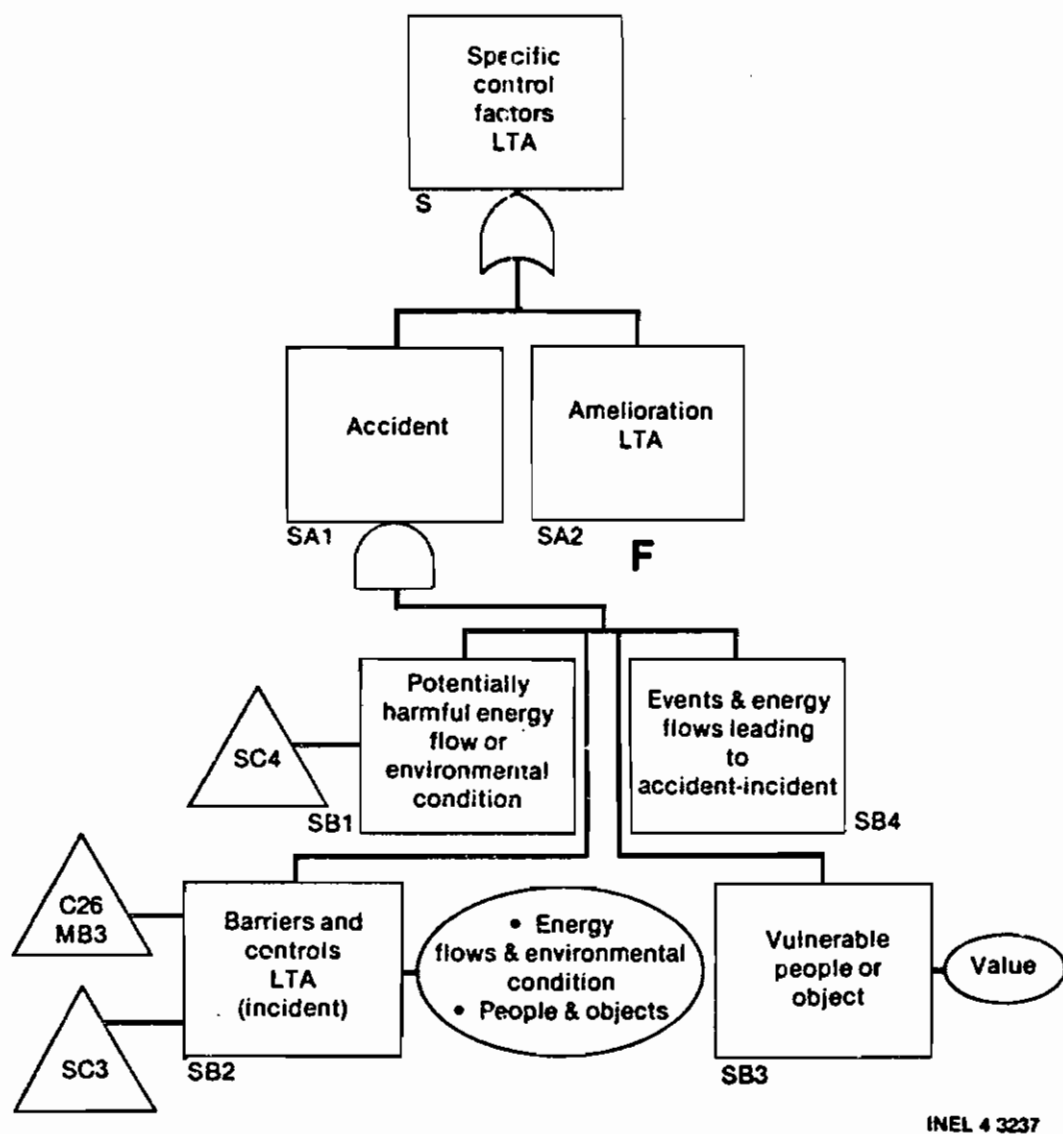 Specific
control
factors
LTA
S
Accident
SA1
Amelioration
LTA
SA2
F
SC4
Potentially
harmful energy
flow or
environmental
condition
SB1
Events & energy
flows leading
to
accident-incident
SB4
C26
MB3
SC3
Barriers and
controls
LTA
(incident)
SB2
• Energy
flows & environmental
condition
• People & objects
Vulnerable
people or
object
SB3
Value
INEL 4 3237